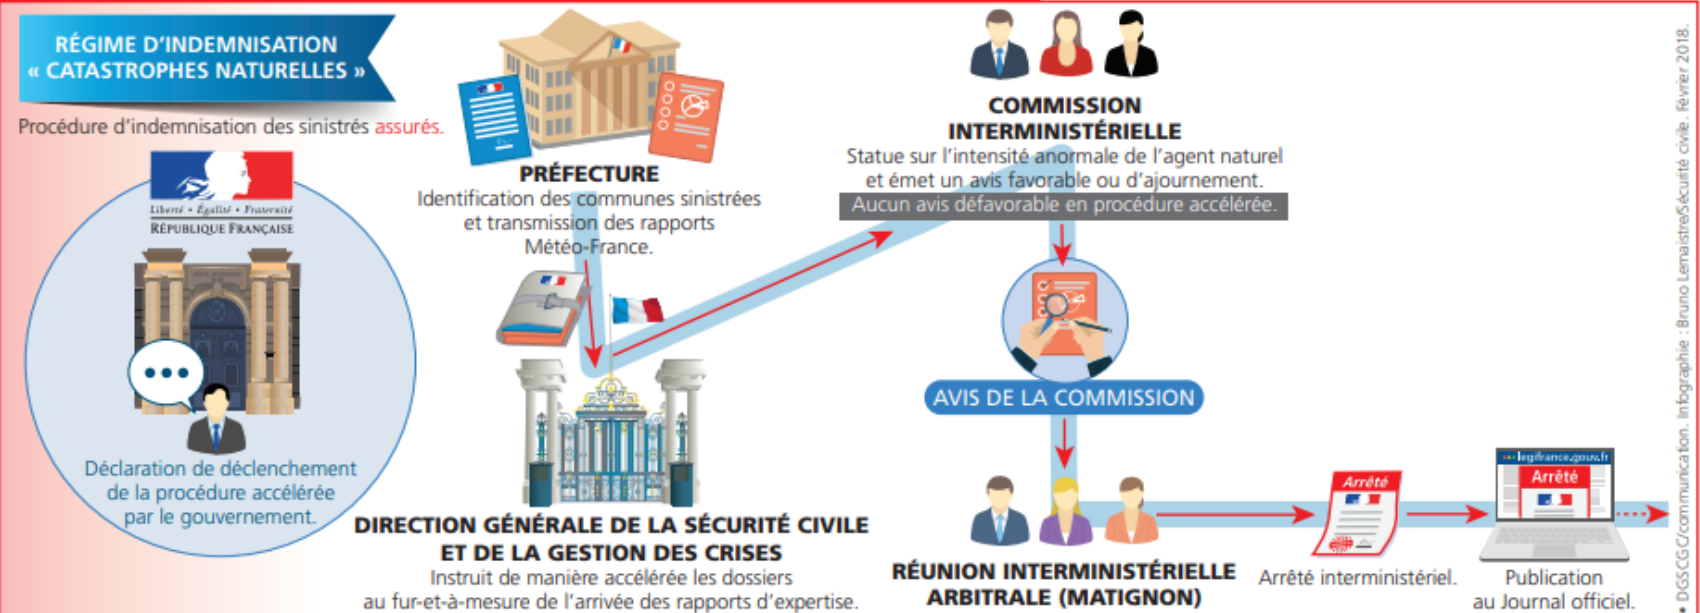 RÉGIME D'INDEMNISATION
« CATASTROPHES NATURELLES »
Procédure d'indemnisation des sinistrés assurés.
Liberté • Égalité • Fraternité
RÉPUBLIQUE FRANÇAISE
Déclaration de déclenchement
de la procédure accélérée
par le gouvernement.
PRÉFECTURE
Identification des communes sinistrées
et transmission des rapports
Météo-France.
DIRECTION GÉNÉRALE DE LA SÉCURITÉ CIVILE
ET DE LA GESTION DES CRISES
Instruit de manière accélérée les dossiers
au fur-et-à-mesure de l'arrivée des rapports d'expertise.
COMMISSION
INTERMINISTÉRIELLE
Statue sur l'intensité anormale de l'agent naturel
et émet un avis favorable ou d'ajournement.
Aucun avis défavorable en procédure accélérée.
AVIS DE LA COMMISSION
RÉUNION INTERMINISTÉRIELLE
ARBITRALE (MATIGNON)
Arrêté
Arrêté interministériel.
legifrance.gouv.fr
Arrêté
Publication
au Journal officiel.
• DGSCGC/communication. Infographie : Bruno Lemaistre/Sécurité civile. Février 2018.